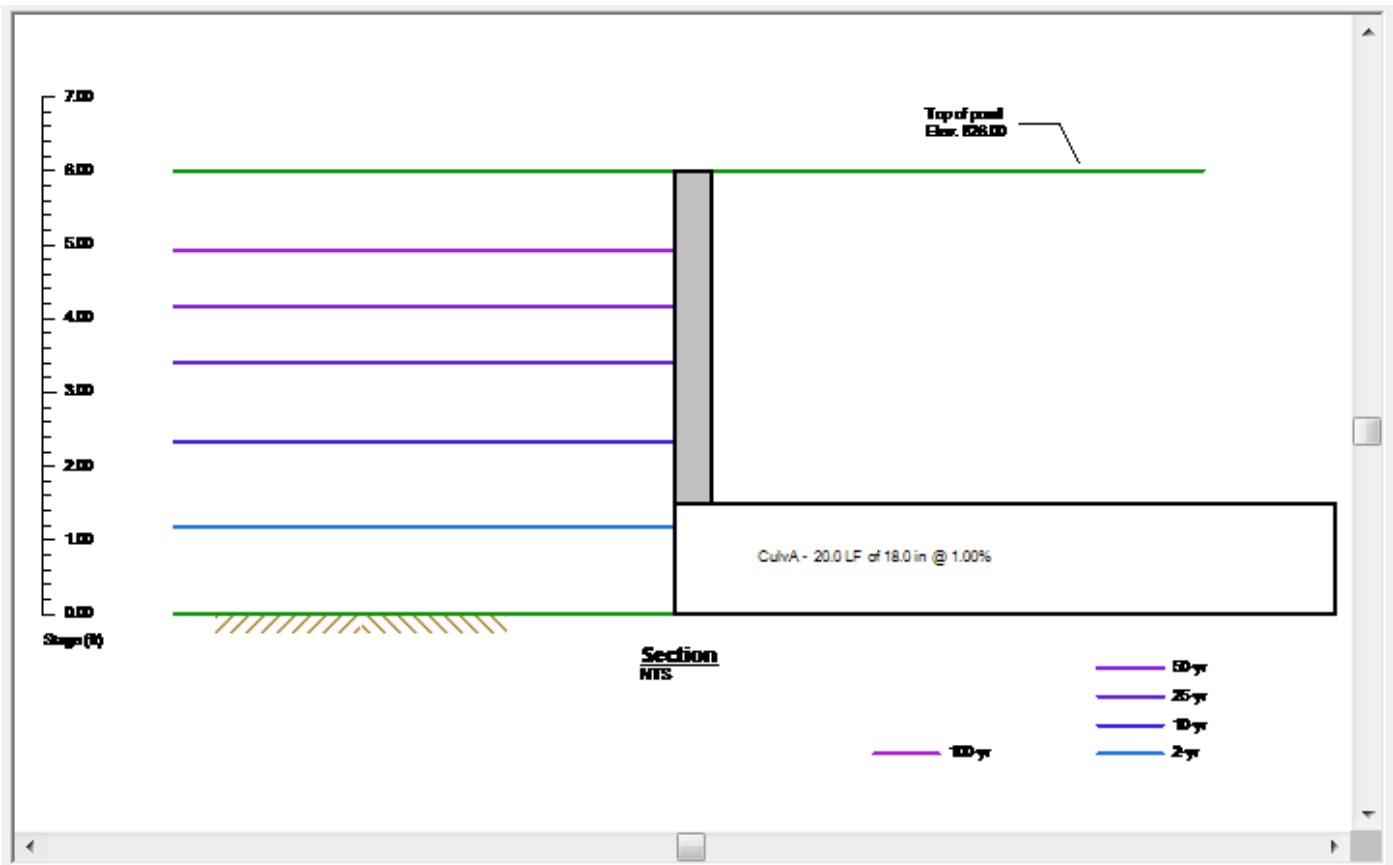 7.00
Top of pond
Elev. 826.00
6.00
5.00
4.00
3.00
2.00
1.00
CulvA - 20.0 LF of 18.0 in @ 1.00%
0.00
Stage (ft)
Section
NTS
50-yr
25-yr
10-yr
100-yr
2-yr